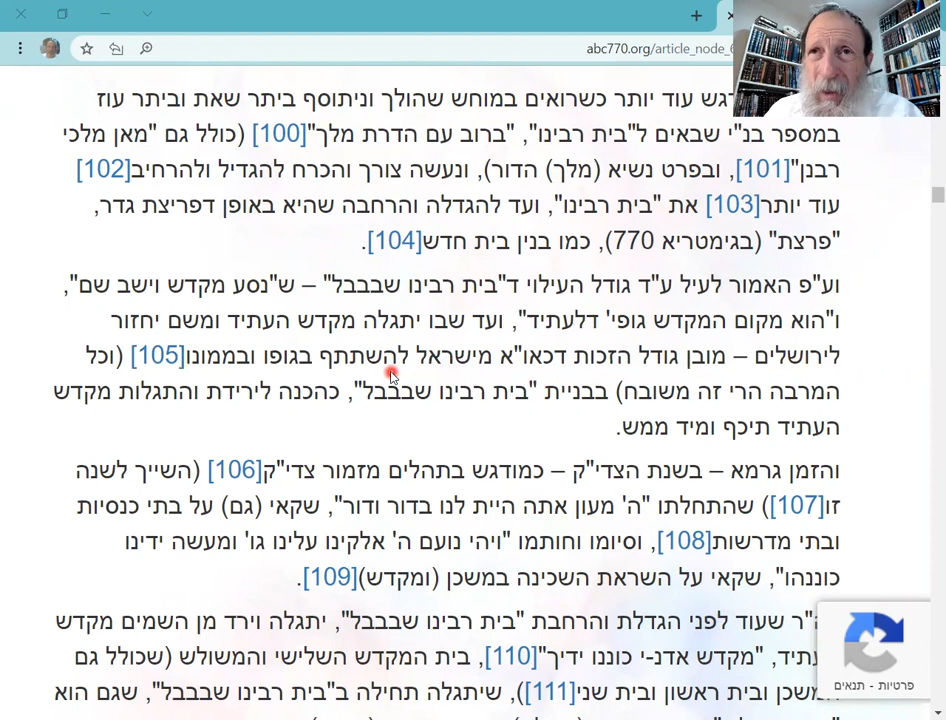 abc770.org/article_node_6
דגש עוד יותר כשרואים במוחש שהולך וניתוסף ביתר שאת וביתר עוז
במספר בנ"י שבאים ל"בית רבינו", "ברוב עם הדרת מלך"[100] (כולל גם "מאן מלכי
רבנן"[101], ובפרט נשיא (מלך) הדור), ונעשה צורך והכרח להגדיל ולהרחיב[102]
עוד יותר[103] את "בית רבינו", ועד להגדלה והרחבה שהיא באופן דפריצת גדר,
"פרצת" (בגימטריא 770), כמו בנין בית חדש[104].
וע"פ האמור לעיל ע"ד גודל העילוי ד"בית רבינו שבבבל" – ש"נסע מקדש וישב שם",
ו"הוא מקום המקדש גופי' דלעתיד", ועד שבו יתגלה מקדש העתיד ומשם יחזור
לירושלים – מובן גודל הזכות דכאו"א מישראל להשתתף בגופו ובממונו[105] (וכל
המרבה הרי זה משובח) בבניית "בית רבינו שבבבל", כהכנה לירידת והתגלות מקדש
העתיד תיכף ומיד ממש.
והזמן גרמא – בשנת הצדי"ק – כמודגש בתהלים מזמור צדי"ק[106] (השייך לשנה
זו[107]) שהתחלתו "ה' מעון אתה היית לנו בדור ודור", שקאי (גם) על בתי כנסיות
ובתי מדרשות[108], וסיומו וחותמו "ויהי נועם ה' אלקינו עלינו גו' ומעשה ידינו
כוננהו", שקאי על השראת השכינה במשכן (ומקדש)[109].
ה"ר שעוד לפני הגדלת והרחבת "בית רבינו שבבבל", יתגלה וירד מן השמים מקדש
עתיד, "מקדש אדנ-י כוננו ידיך"[110], בית המקדש השלישי והמשולש (שכולל גם
המשכן ובית ראשון ובית שני[111]), שיתגלה תחילה ב"בית רבינו שבבבל", שגם הוא
פרטיות - תנאים